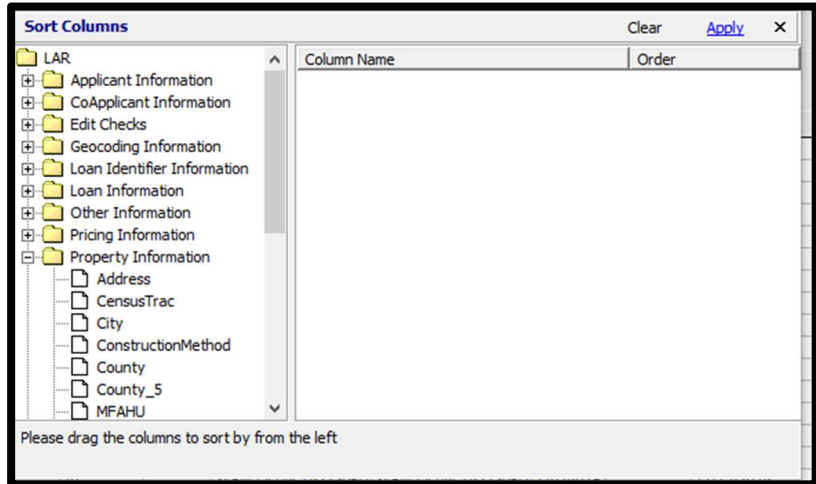 Sort Columns Clear Apply X
LAR
Applicant Information
CoApplicant Information
Edit Checks
Geocoding Information
Loan Identifier Information
Loan Information
Other Information
Pricing Information
Property Information
Address
CensusTrac
City
ConstructionMethod
County
County_5
MFAHU
Column Name Order
Please drag the columns to sort by from the left